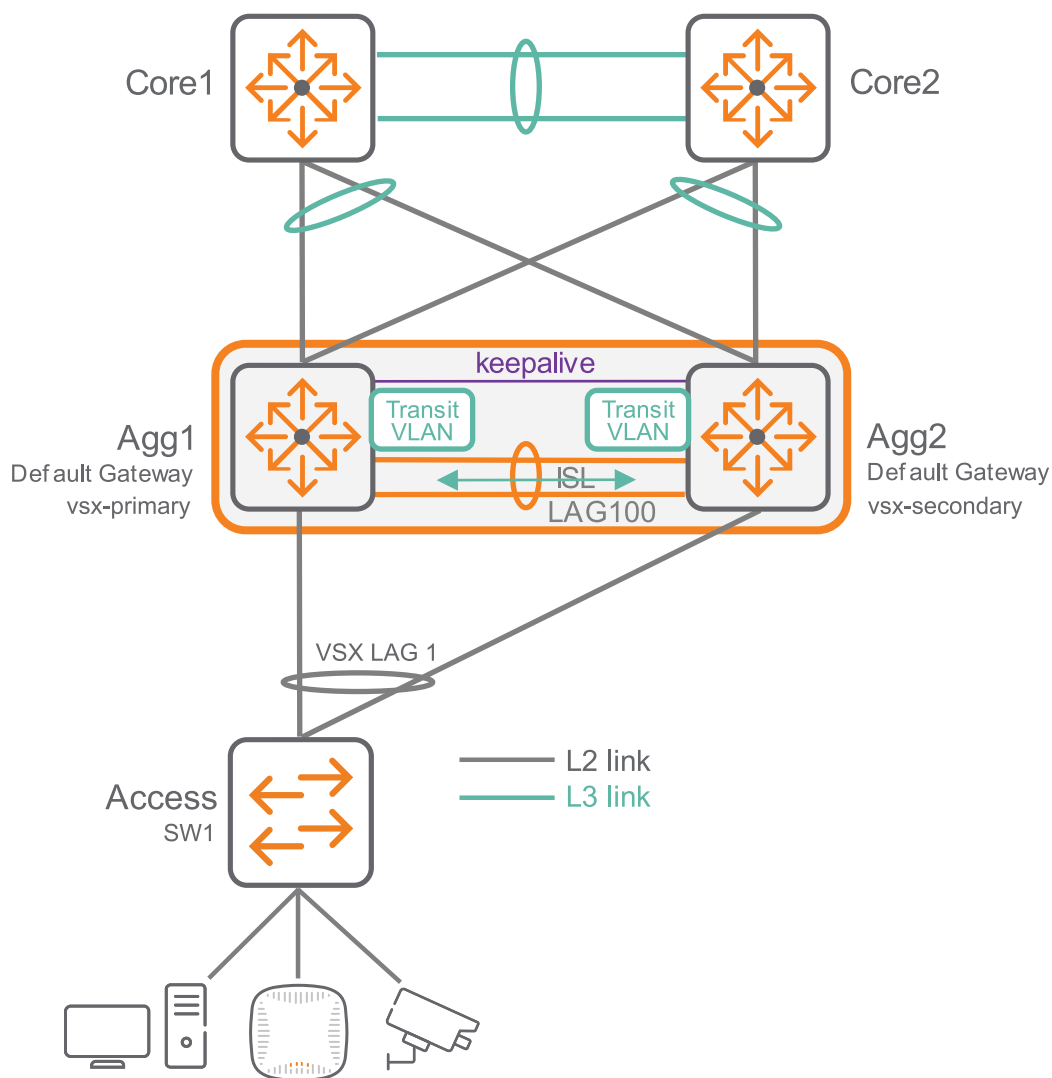 Core1
Core2
keepalive
Transit
VLAN
Transit
VLAN
Agg1
Default Gateway
vsx-primary
Agg2
Default Gateway
vsx-secondary
ISL
LAG100
VSX LAG 1
L2 link
L3 link
Access
SW1